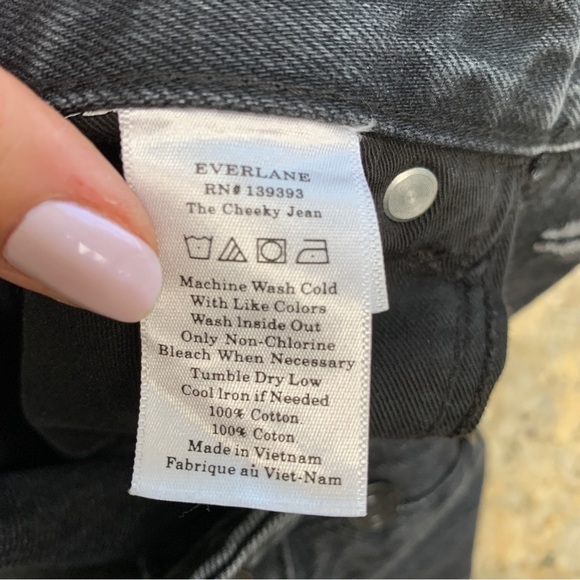 EVERLANE
RN# 139393
The Cheeky Jean
Machine Wash Cold
With Like Colors
Wash Inside Out
Only Non-Chlorine
Bleach When Necessary
Tumble Dry Low
Cool Iron if Needed
100% Cotton
100% Coton
Made in Vietnam
Fabrique au Viet-Nam